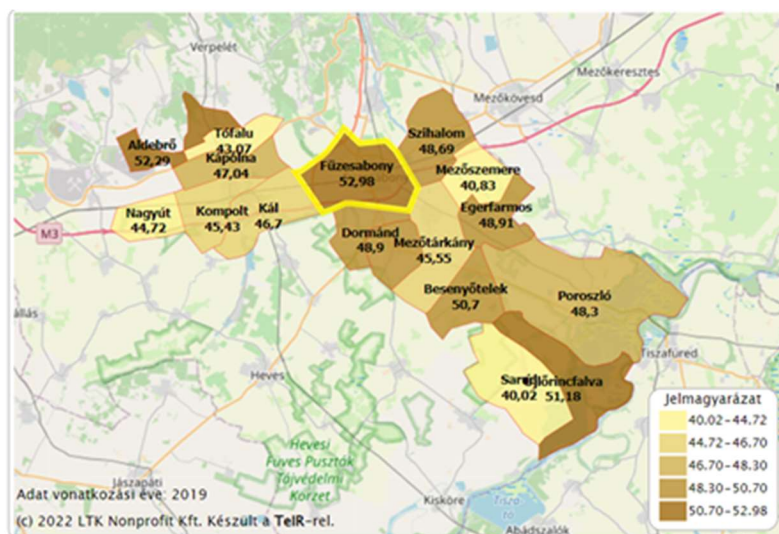 Verpelét
Mezőkeresztes
Mezőkövesd
Szihalom
48,69
Aldebrő
52,29
Tófalu
43,07
Kápolna
47,04
Füzesabony
52,98
Mezőszemere
40,83
Nagyút
44,72
Kompolt
45,43
Kál
46,7
Egerfarmos
48,91
M3
Dormánd
48,9
Mezőtárkány
45,55
Besenyőtelek
50,7
Poroszló
48,3
állás
Tiszafüred
Heves
40,02
51,18
Hevesi
Füves Puszták
Tájvédelmi
Körzet
Jászapáti
Kisköre
Tisza
tó
Abádszalók
Jelmagyarázat
40.02-44.72
44.72-46.70
46.70-48.30
48.30-50.70
50.70-52.98
Adat vonatkozási éve: 2019
(c) 2022 LTK Nonprofit Kft. Készült a TeIR-rel.